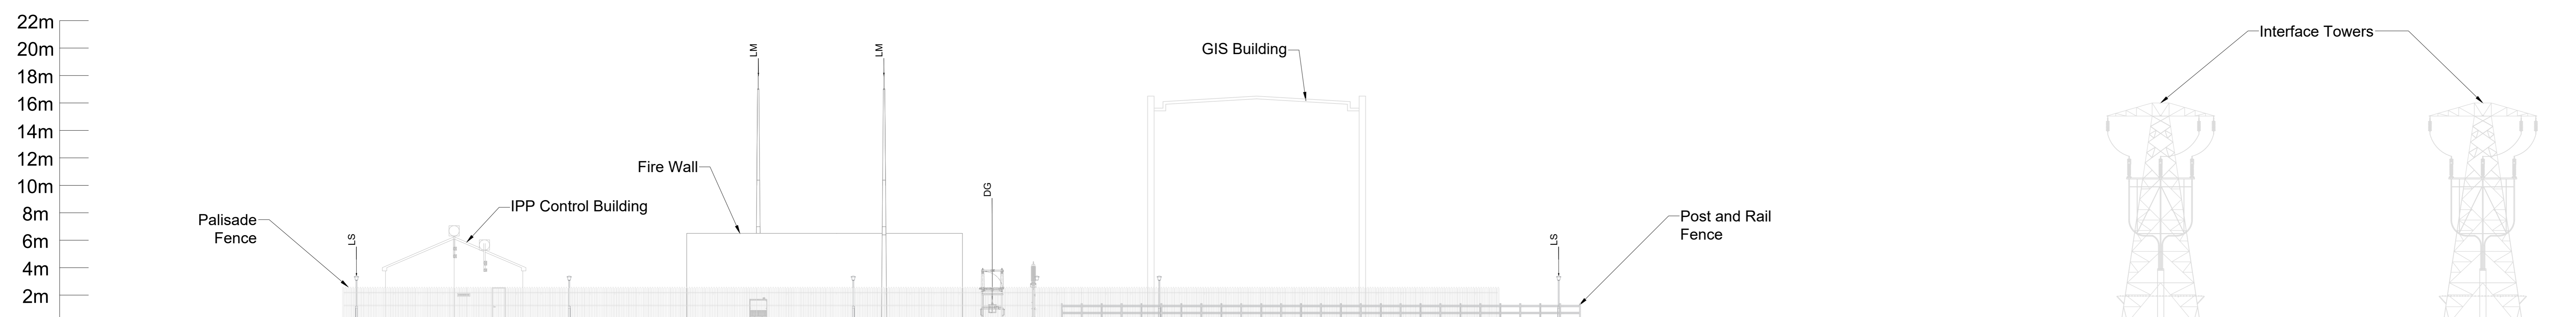 22m
20m
18m
16m
14m
12m
10m
8m
6m
4m
2m
Palisade
Fence
LS
IPP Control Building
Fire Wall
LM
LM
DG
GIS Building
LS
Post and Rail
Fence
Interface Towers